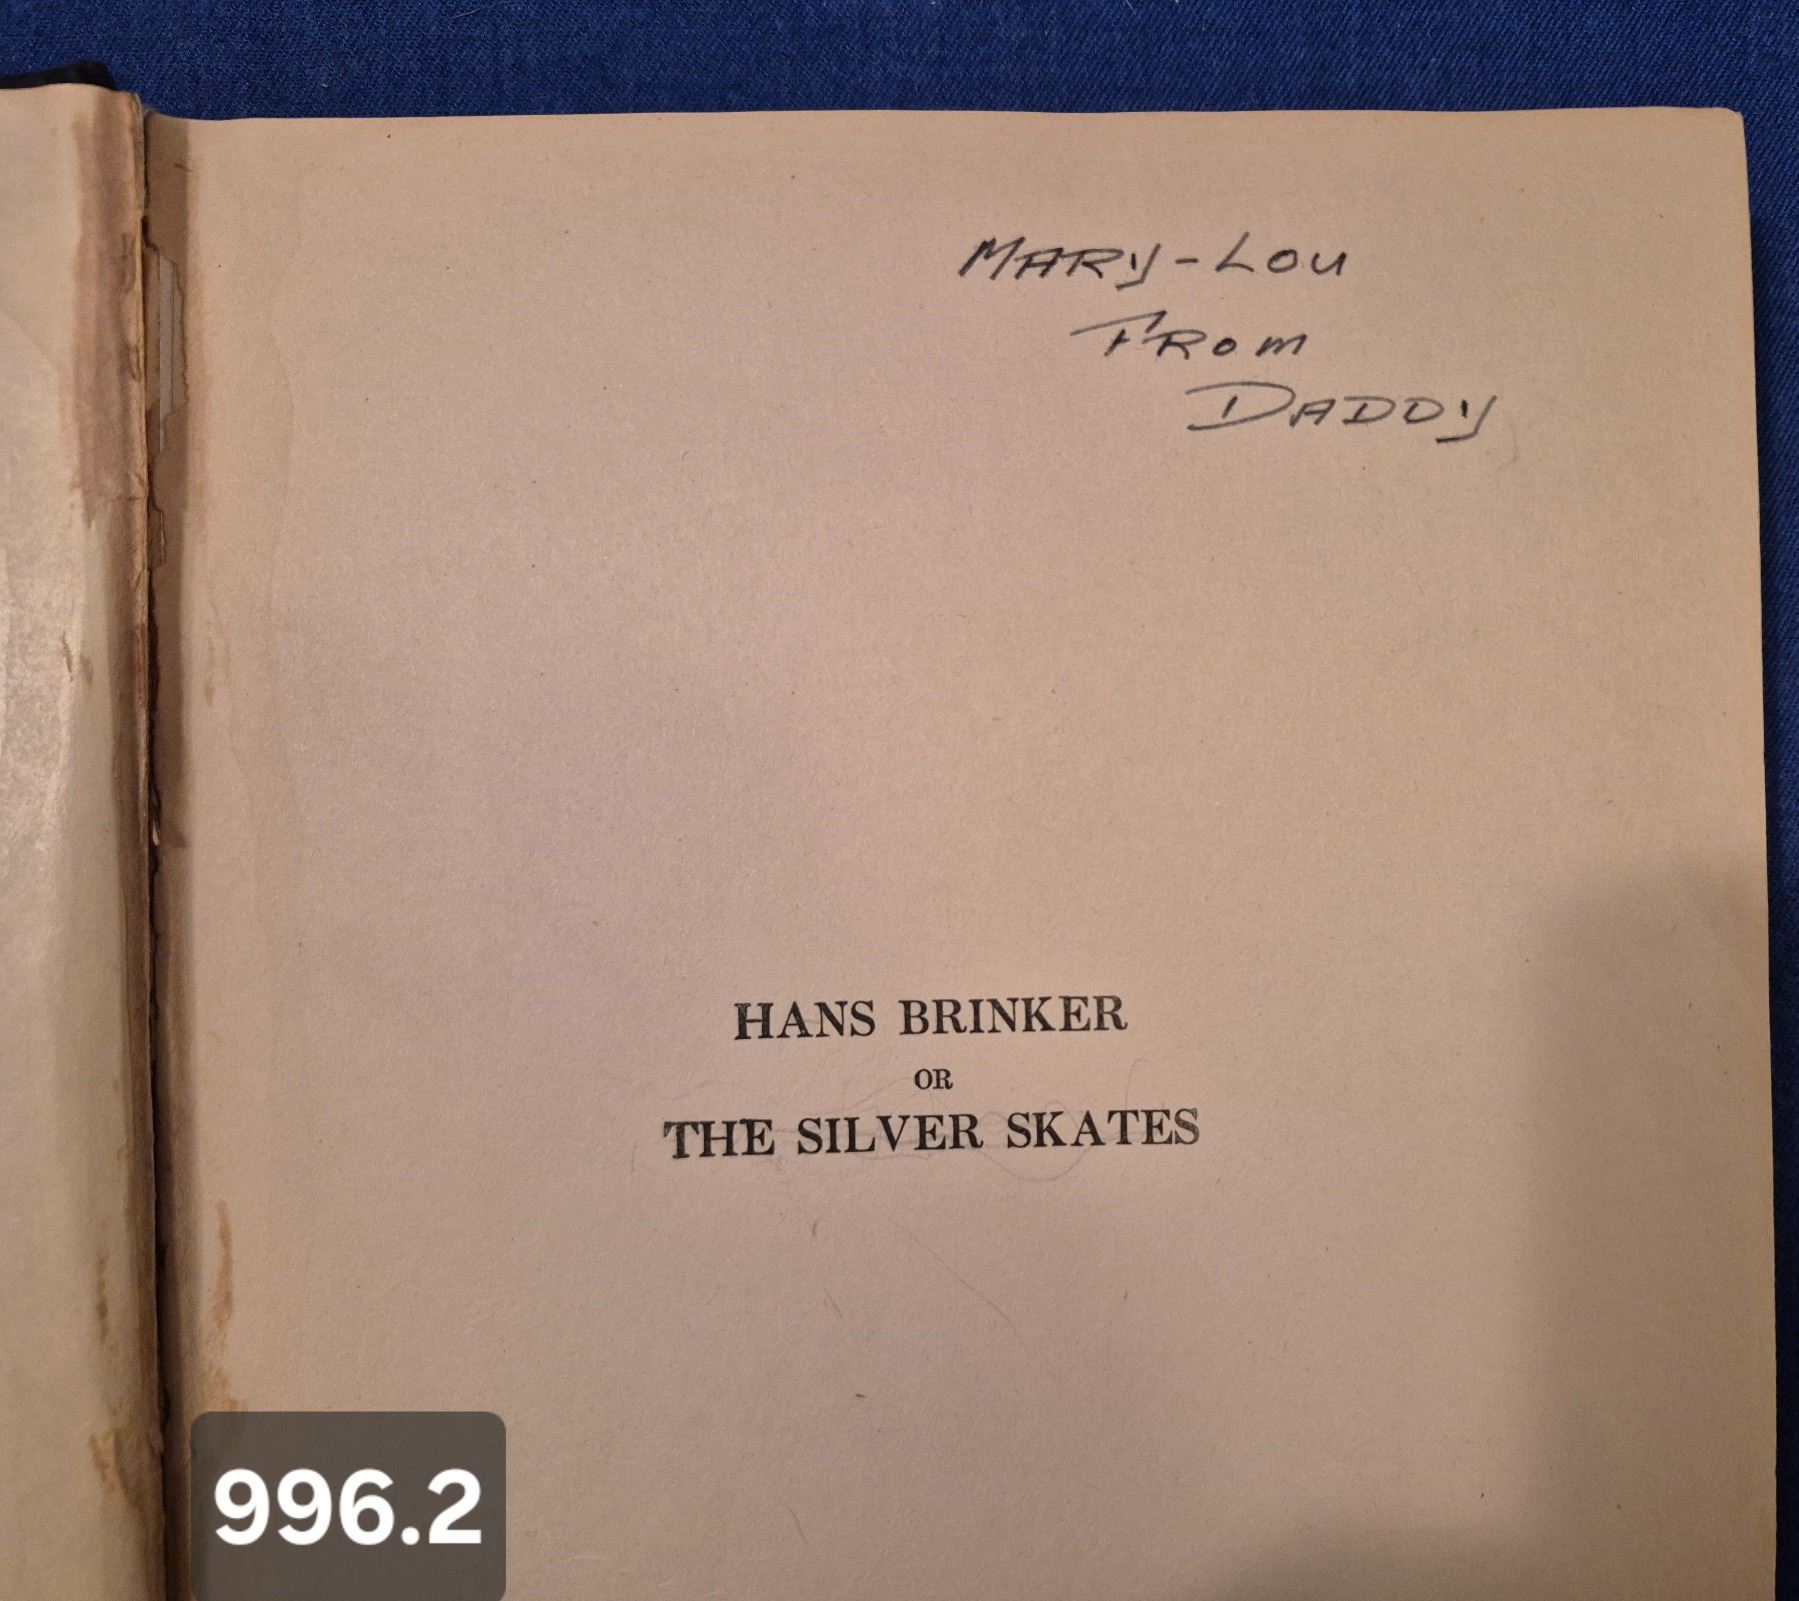 MARY-LOU
FROM
DADDY
HANS BRINKER
OR
THE SILVER SKATES
996.2